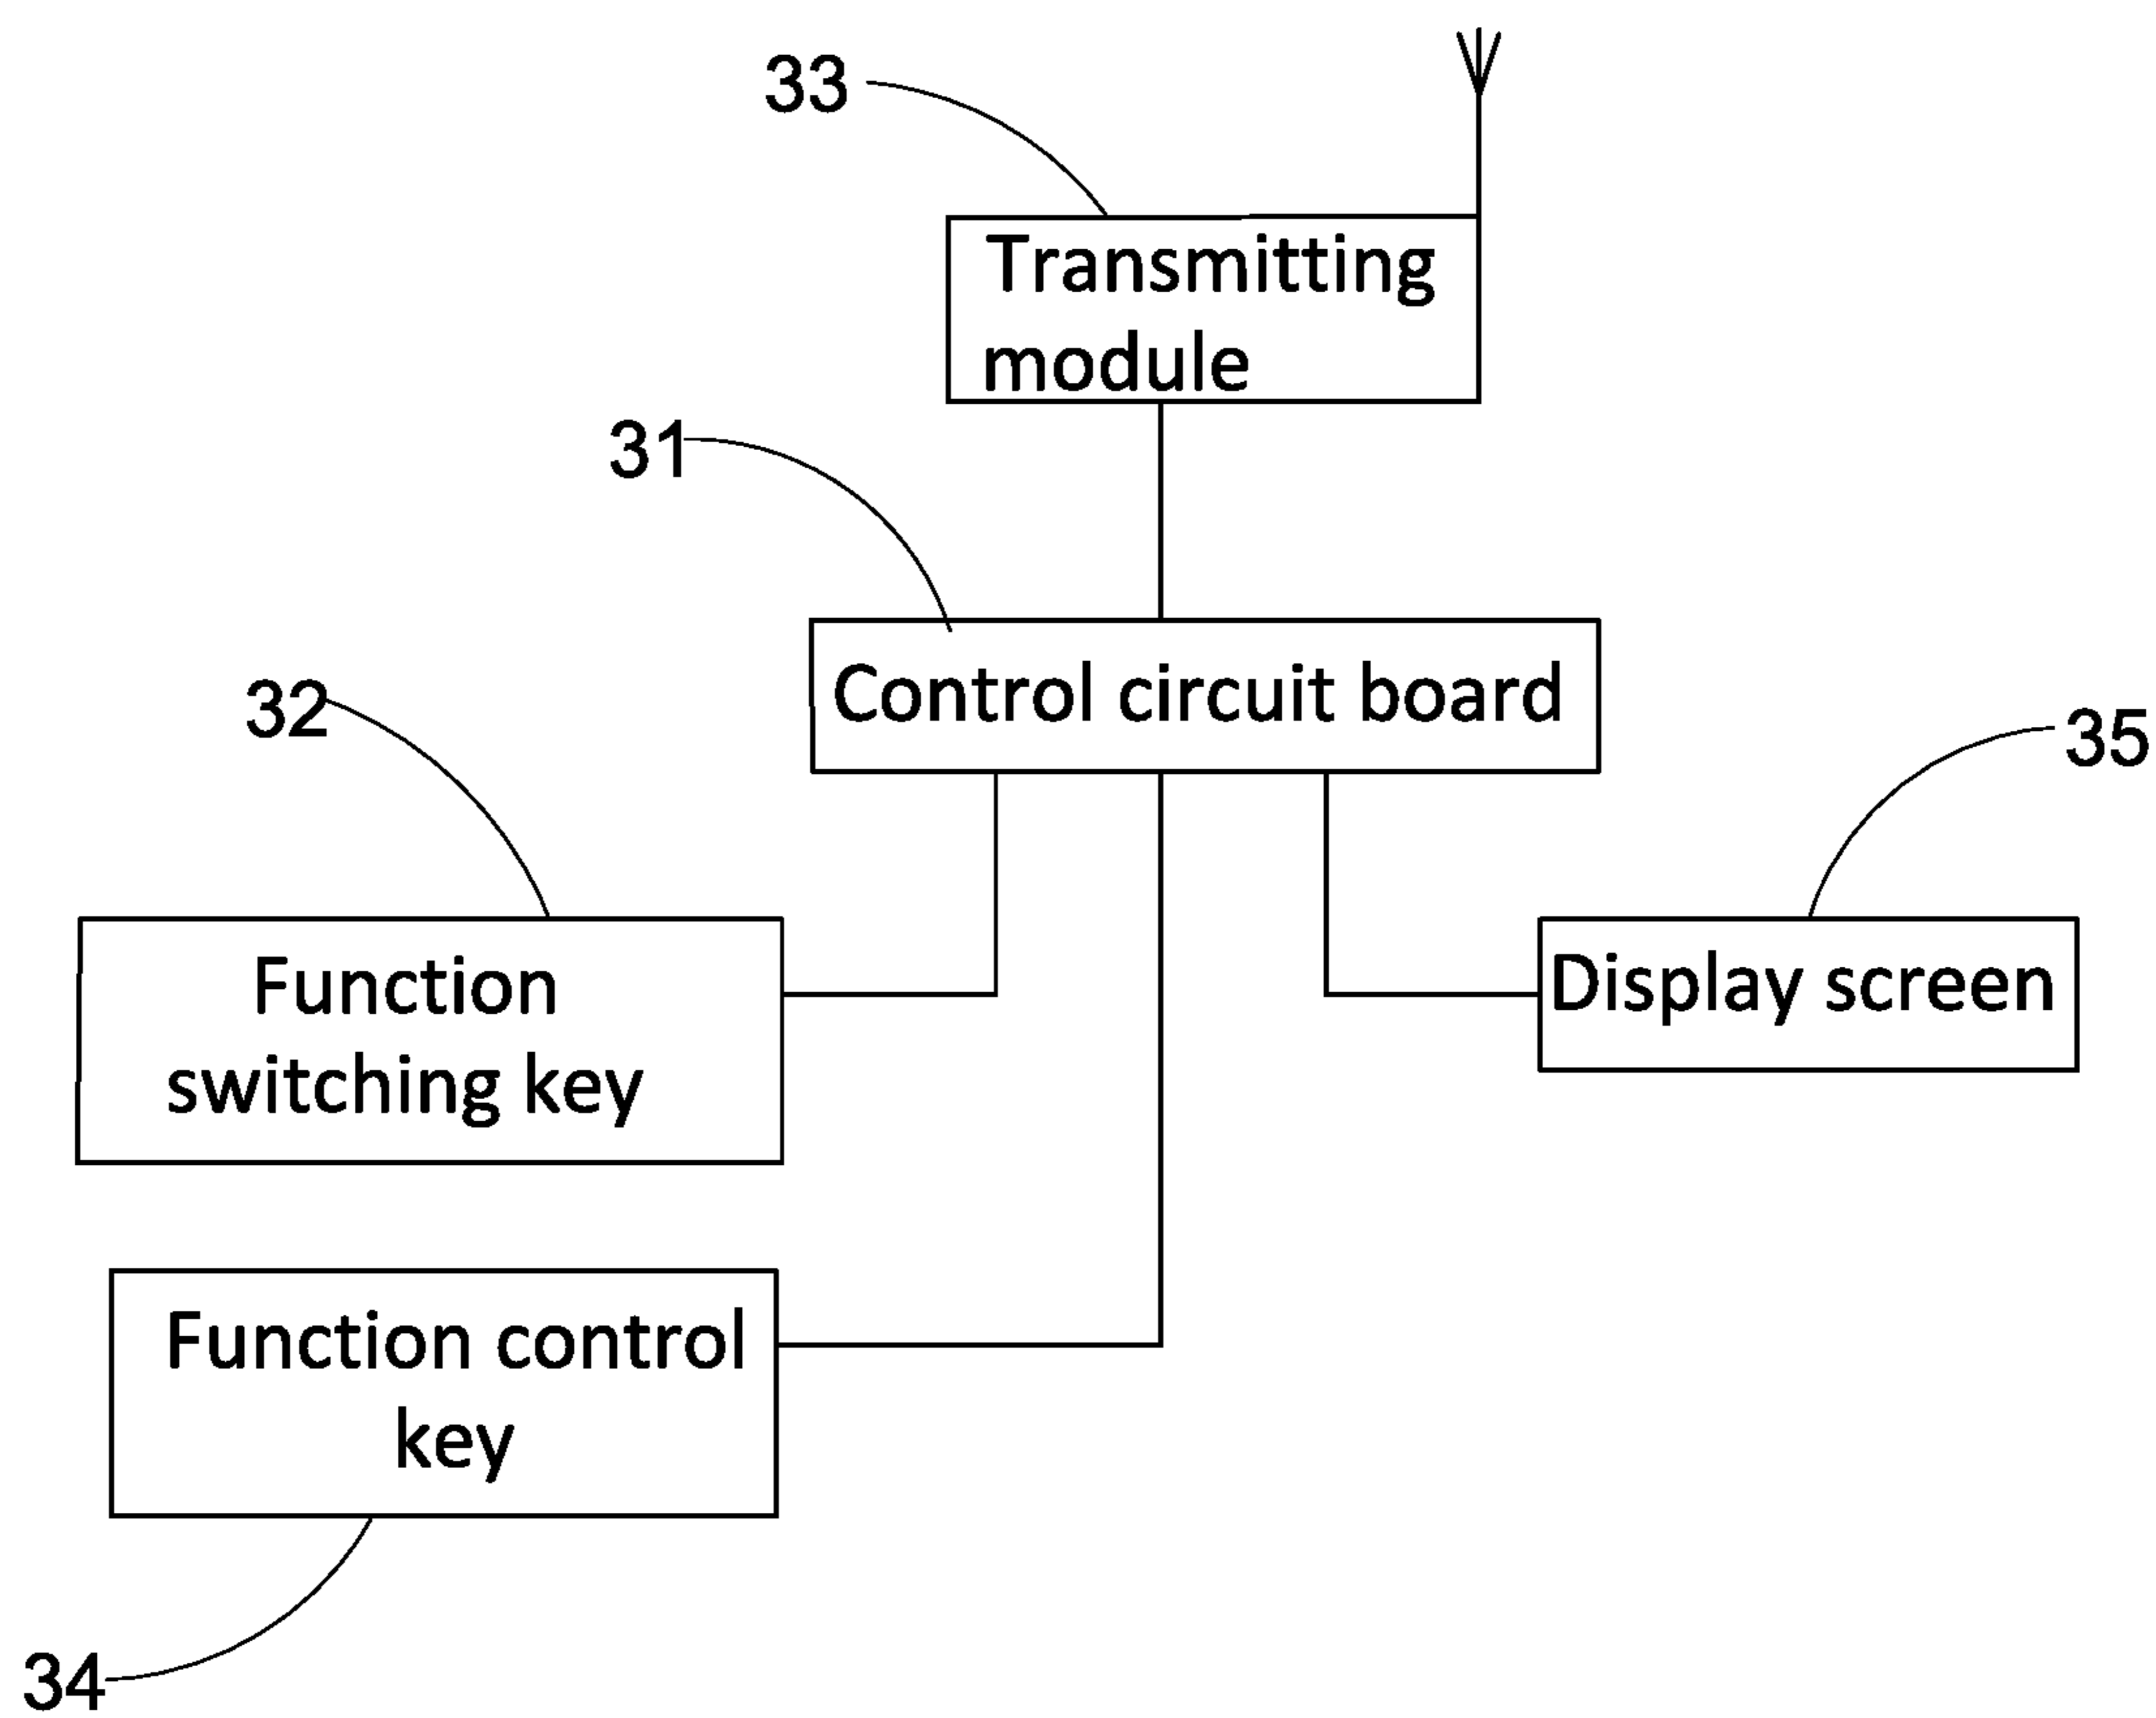 33
Transmitting
module
31
Control circuit board
32
35
Function
switching key
Display screen
Function control
key
34